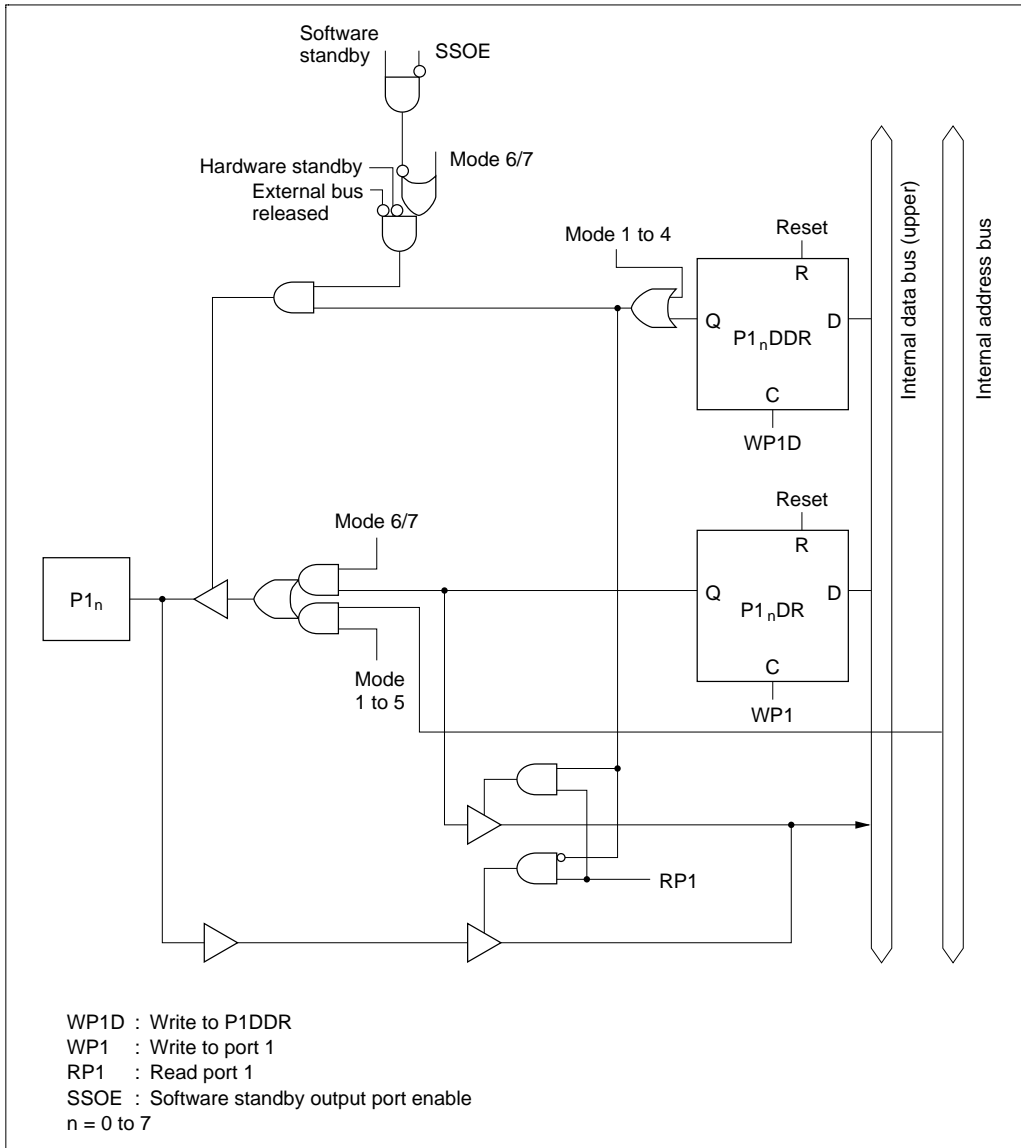 Software
standby
SSOE
Hardware standby
Mode 6/7
External bus
released
Mode 1 to 4
Reset
R
Q
D
P1nDDR
C
WP1D
Internal data bus (upper)
Internal address bus
Mode 6/7
Reset
R
P1n
Q
D
P1nDR
C
WP1
Mode
1 to 5
RP1
WP1D : Write to P1DDR
WP1 : Write to port 1
RP1 : Read port 1
SSOE : Software standby output port enable
n = 0 to 7